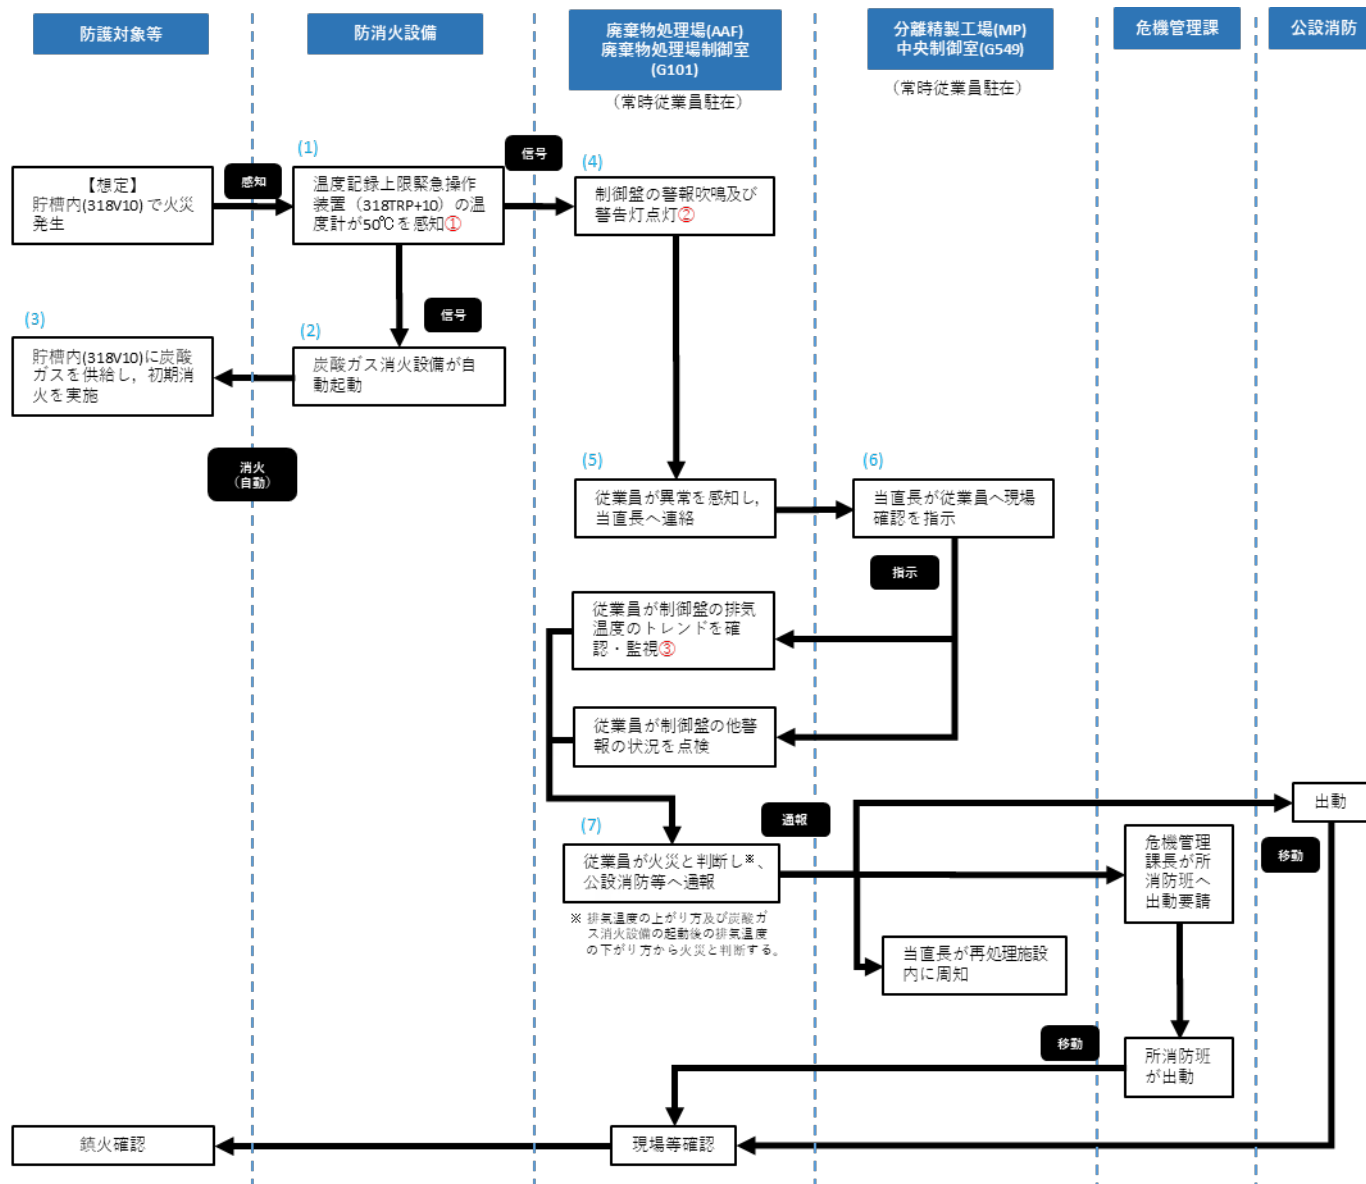 防護対象等
防消火設備
廃棄物処理場(AAF)
廃棄物処理場制御室
(G101)
（常時従業員駐在）
分離精製工場(MP)
中央制御室(G549)
（常時従業員駐在）
危機管理課
公設消防
【想定】
貯槽内(318V10) で火災
発生
感知
(1)
温度記録上限緊急操作
装置（318TRP+10）の温
度計が50℃を感知①
信号
(4)
制御盤の警報吹鳴及び
警告灯点灯②
信号
(3)
貯槽内(318V10)に炭酸
ガスを供給し，初期消
火を実施
(2)
炭酸ガス消火設備が自
動起動
消火
（自動）
(5)
従業員が異常を感知し，
当直長へ連絡
(6)
当直長が従業員へ現場
確認を指示
指示
従業員が制御盤の排気
温度のトレンドを確
認・監視③
従業員が制御盤の他警
報の状況を点検
(7)
従業員が火災と判断し※、
公設消防等へ通報
※ 排気温度の上がり方及び炭酸ガ
ス消火設備の起動後の排気温度
の下がり方から火災と判断する。
通報
出動
危機管理
課長が所
消防班へ
出動要請
移動
当直長が再処理施設
内に周知
移動
所消防班
が出動
鎮火確認
現場等確認